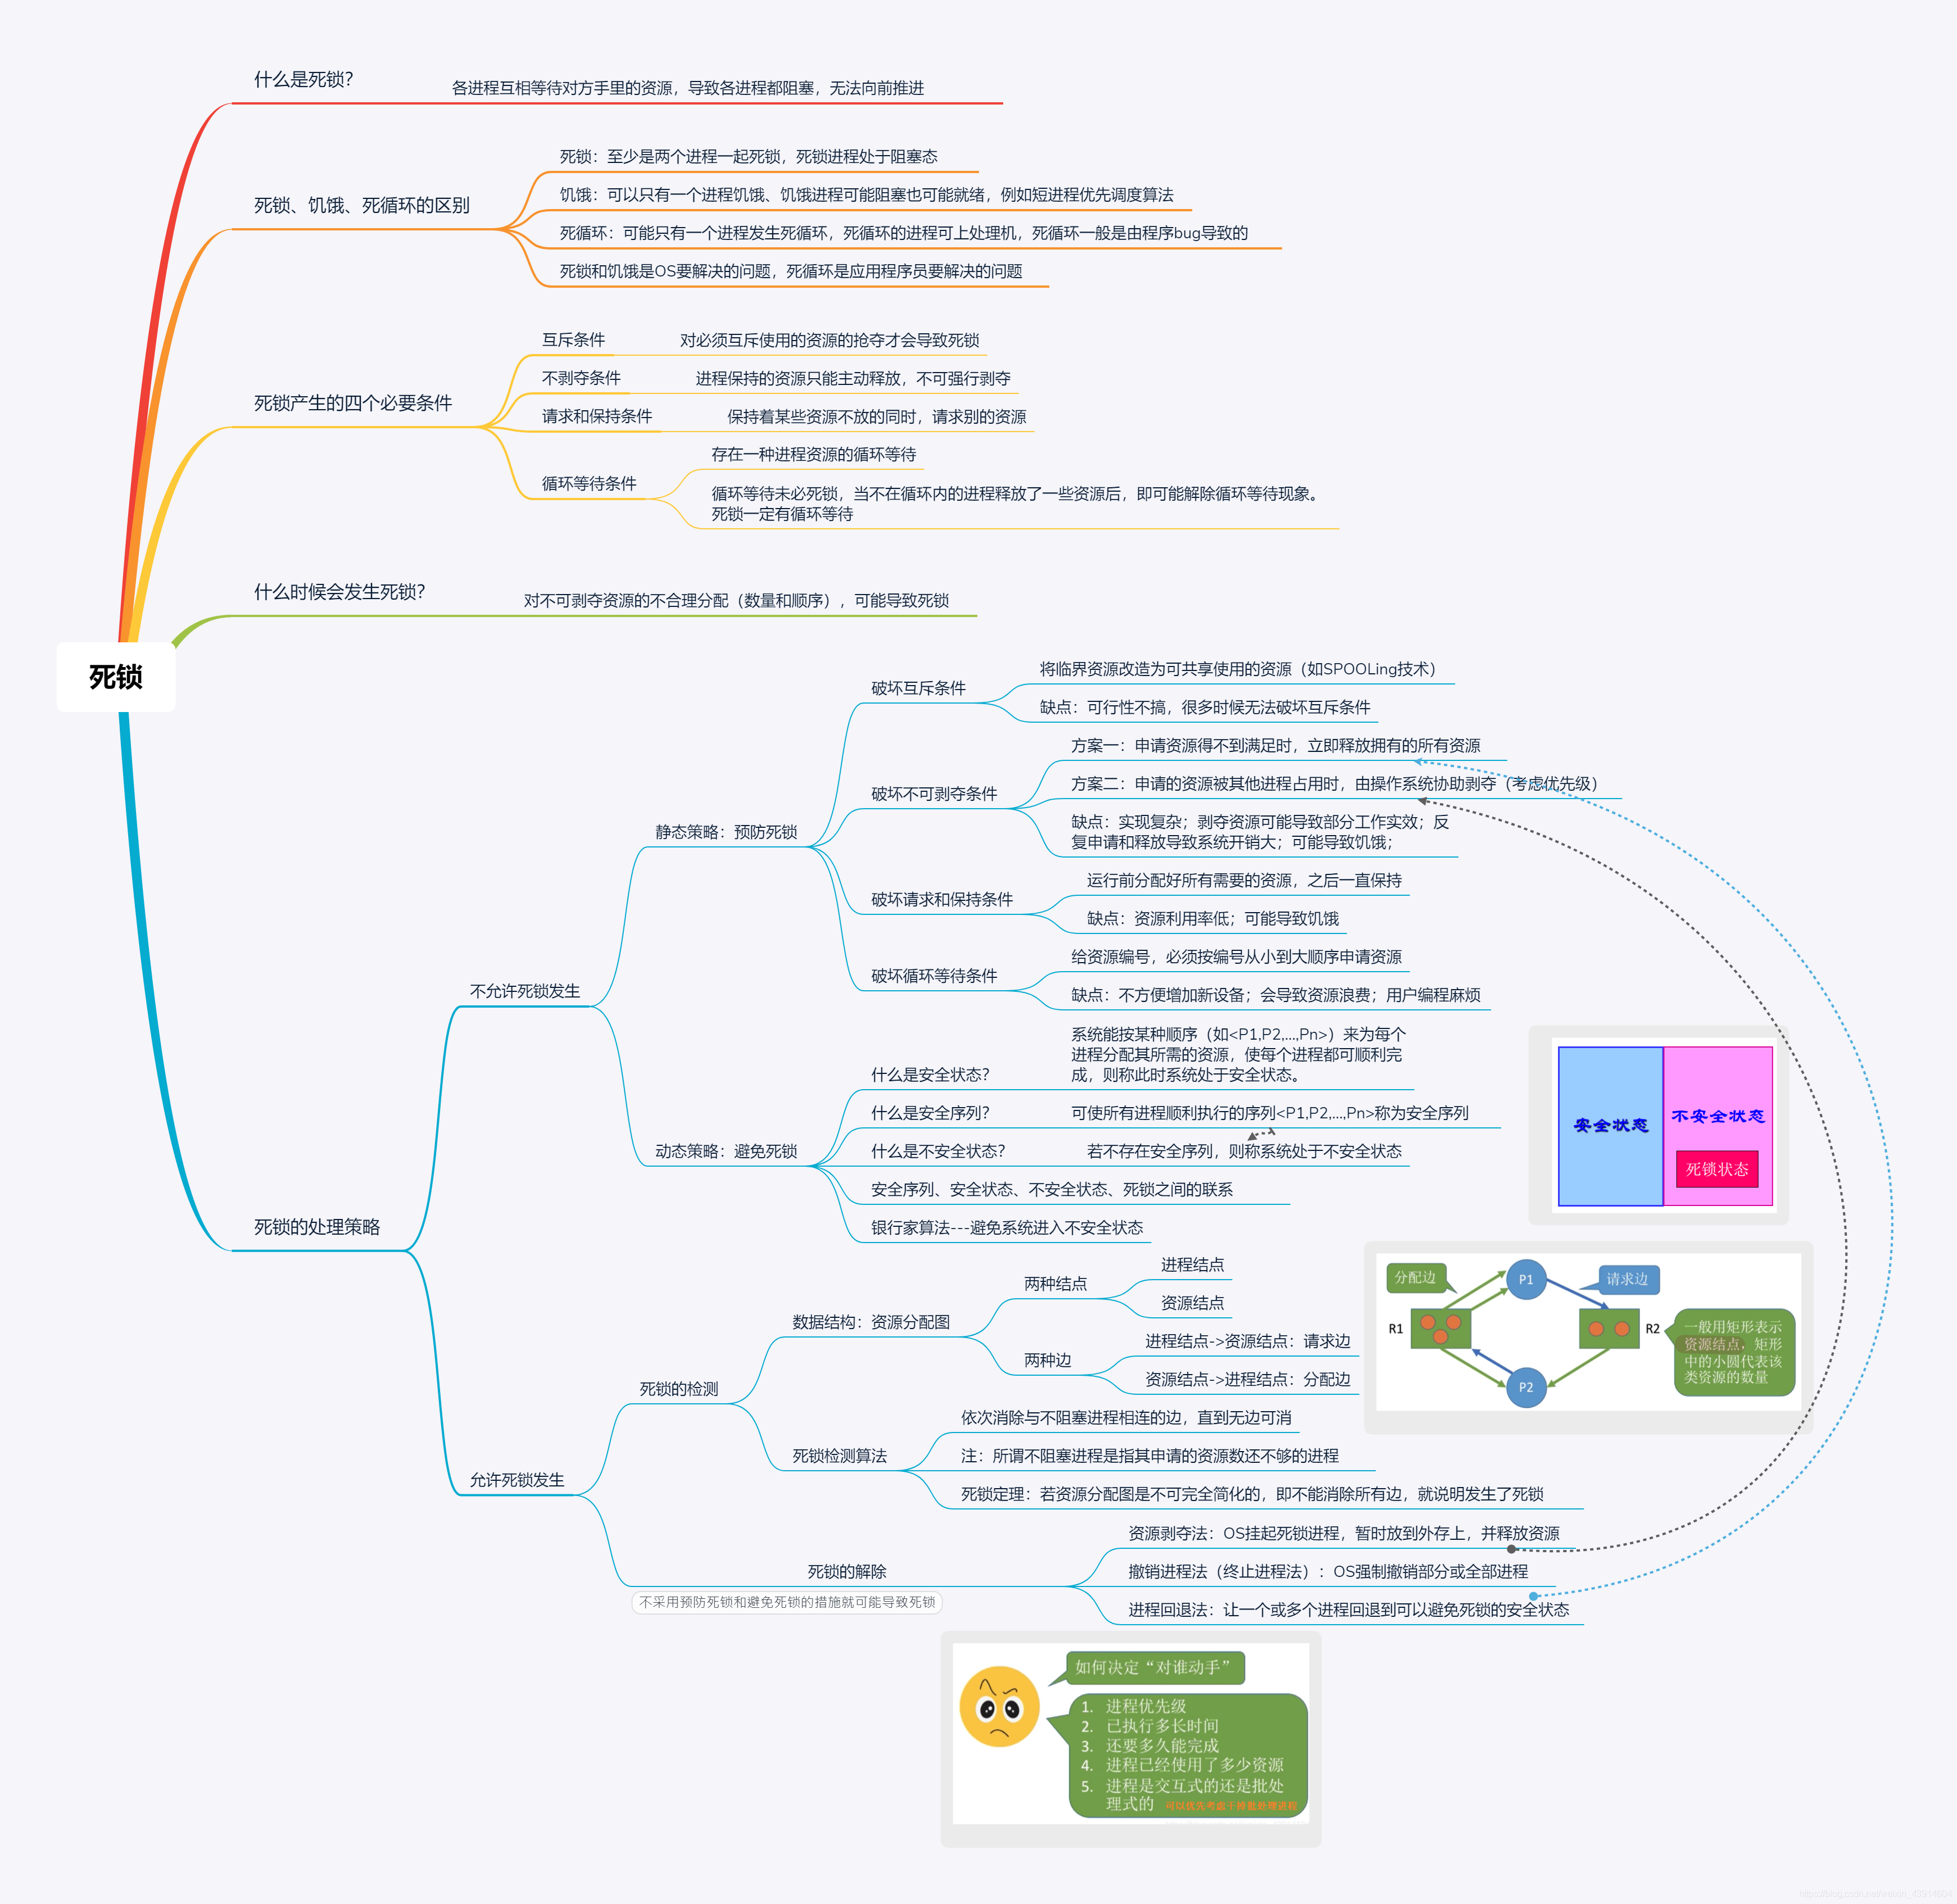 什么是死锁?
各进程互相等待对方手里的资源，导致各进程都阻塞，无法向前推进
死锁、饥饿、死循环的区别
死锁：至少是两个进程一起死锁，死锁进程处于阻塞态
饥饿：可以只有一个进程饥饿、饥饿进程可能阻塞也可能就绪，例如短进程优先调度算法
死循环：可能只有一个进程发生死循环，死循环的进程可上处理机，死循环一般是由程序bug导致的
死锁和饥饿是OS要解决的问题，死循环是应用程序员要解决的问题
死锁产生的四个必要条件
互斥条件
对必须互斥使用的资源的抢夺才会导致死锁
不剥夺条件
进程保持的资源只能主动释放，不可强行剥夺
请求和保持条件
保持着某些资源不放的同时，请求别的资源
循环等待条件
存在一种进程资源的循环等待
循环等待未必死锁，当不在循环内的进程释放了一些资源后，即可能解除循环等待现象。
死锁一定有循环等待
什么时候会发生死锁?
对不可剥夺资源的不合理分配（数量和顺序），可能导致死锁
死锁
死锁的处理策略
不允许死锁发生
静态策略：预防死锁
破坏互斥条件
将临界资源改造为可共享使用的资源（如SPOOLing技术）
缺点：可行性不搞，很多时候无法破坏互斥条件
破坏不可剥夺条件
方案一：申请资源得不到满足时，立即释放拥有的所有资源
方案二：申请的资源被其他进程占用时，由操作系统协助剥夺（考虑优先级）
缺点：实现复杂；剥夺资源可能导致部分工作实效；反
复申请和释放导致系统开销大；可能导致饥饿；
破坏请求和保持条件
运行前分配好所有需要的资源，之后一直保持
缺点：资源利用率低；可能导致饥饿
破坏循环等待条件
给资源编号，必须按编号从小到大顺序申请资源
缺点：不方便增加新设备；会导致资源浪费；用户编程麻烦
动态策略：避免死锁
什么是安全状态?
系统能按某种顺序（如<P1,P2,...,Pn>）来为每个
进程分配其所需的资源，使每个进程都可顺利完
成，则称此时系统处于安全状态。
什么是安全序列?
可使所有进程顺利执行的序列<P1,P2,...,Pn>称为安全序列
什么是不安全状态?
若不存在安全序列，则称系统处于不安全状态
安全序列、安全状态、不安全状态、死锁之间的联系
安全状态
不安全状态
死锁状态
银行家算法---避免系统进入不安全状态
允许死锁发生
死锁的检测
数据结构：资源分配图
两种结点
进程结点
资源结点
两种边
进程结点->资源结点：请求边
资源结点->进程结点：分配边
分配边
P1
请求边
R1
R2
P2
一般用矩形表示
资源结点，矩形
中的小圆代表该
类资源的数量
死锁检测算法
依次消除与不阻塞进程相连的边，直到无边可消
注：所谓不阻塞进程是指其申请的资源数还不够的进程
死锁定理：若资源分配图是不可完全简化的，即不能消除所有边，就说明发生了死锁
死锁的解除
不采用预防死锁和避免死锁的措施就可能导致死锁
资源剥夺法：OS挂起死锁进程，暂时放到外存上，并释放资源
撤销进程法（终止进程法）：OS强制撤销部分或全部进程
进程回退法：让一个或多个进程回退到可以避免死锁的安全状态
如何决定“对谁动手”
1. 进程优先级
2. 已执行多长时间
3. 还要多久能完成
4. 进程已经使用了多少资源
5. 进程是交互式的还是批处
理式的 可以优先考虑干掉批处理进程